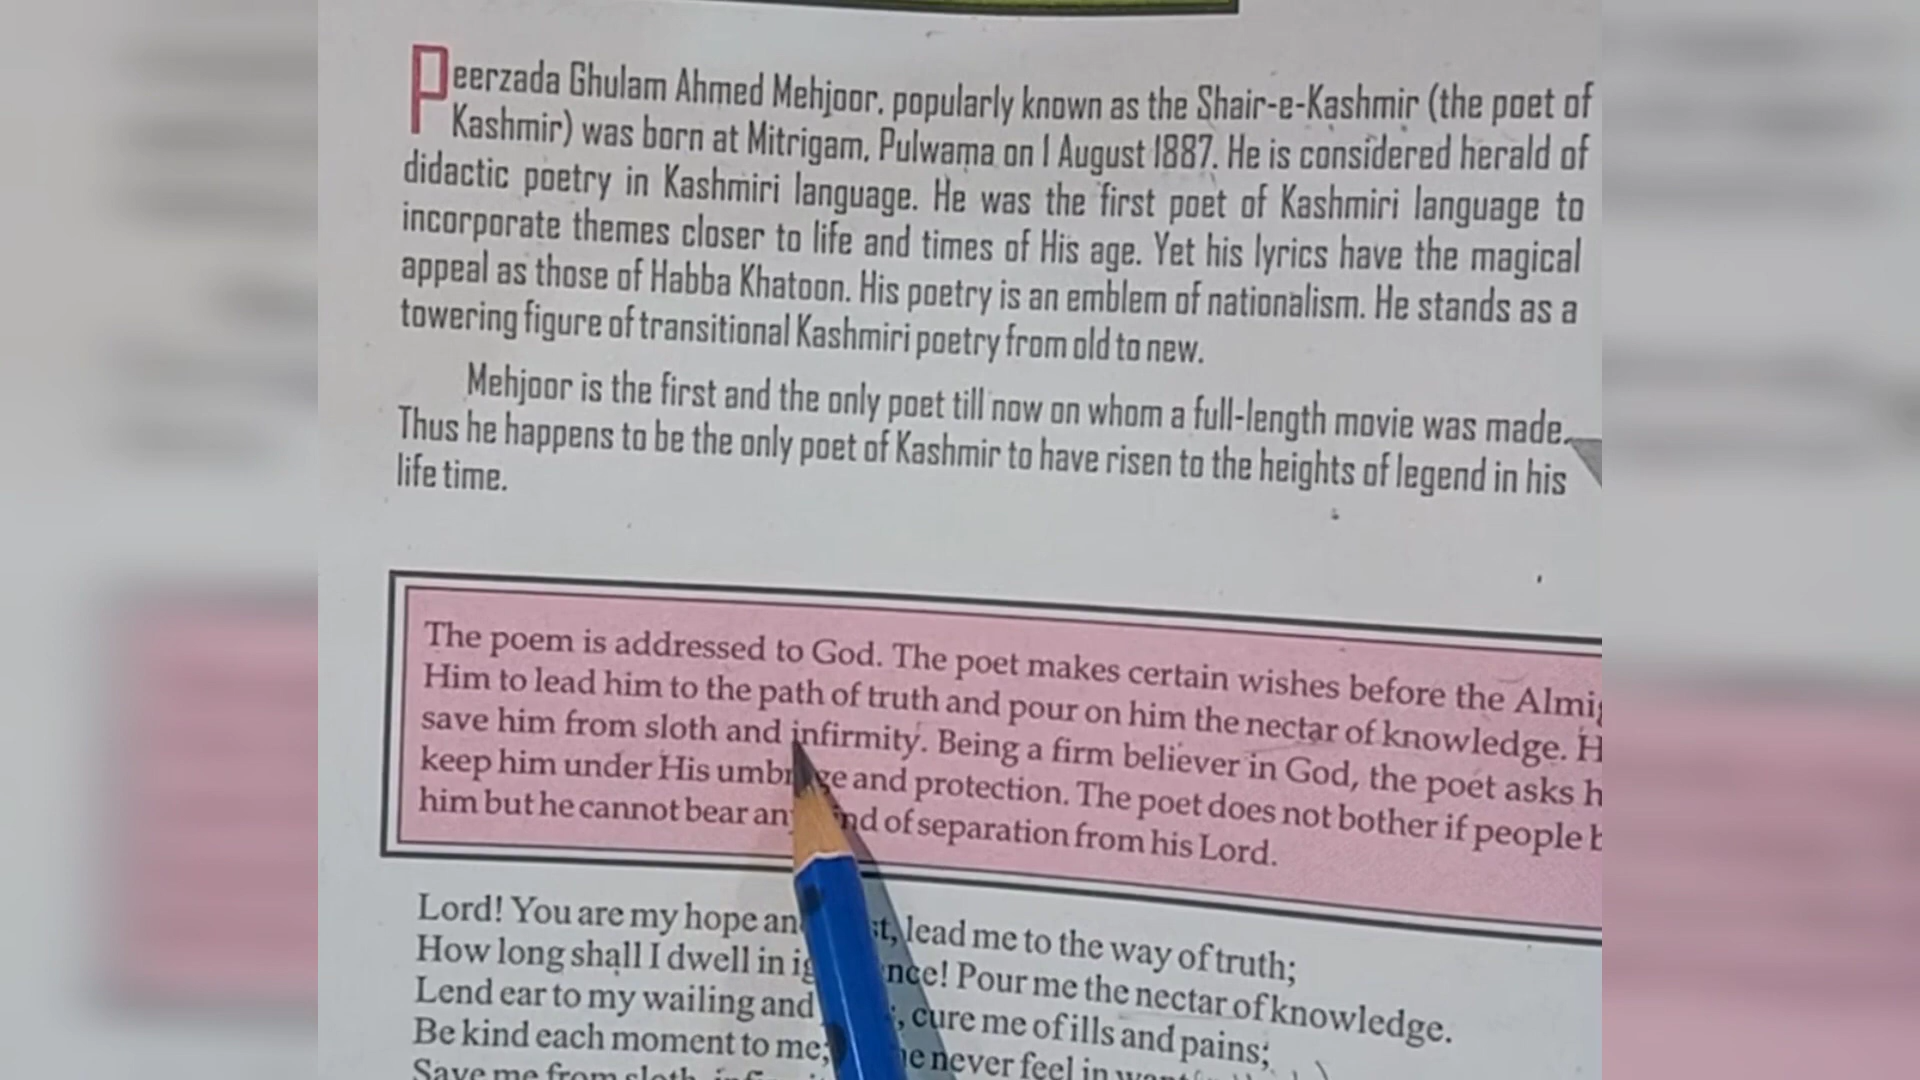 Peerzada Ghulam Ahmed Mehjoor, popularly known as the Shair-e-Kashmir (the poet of
Kashmir) was born at Mitrigam, Pulwama on 1 August 1887. He is considered herald of
didactic poetry in Kashmiri language. He was the first poet of Kashmiri language to
incorporate themes closer to life and times of His age. Yet his lyrics have the magical
appeal as those of Habba Khatoon. His poetry is an emblem of nationalism. He stands as a
towering figure of transitional Kashmiri poetry from old to new.
Mehjoor is the first and the only poet till now on whom a full-length movie was made.
Thus he happens to be the only poet of Kashmir to have risen to the heights of legend in his
life time.
The poem is addressed to God. The poet makes certain wishes before the
Him to lead him to the path of truth and pour on him the nectar of knowledge.
save him from sloth and infirmity. Being a firm believer in God, the poet asks
keep him under His and protection. The poet does not bother if people
him but he cannot bear of separation from his Lord.
Lord! You are my hope lead me to the way of truth;
How long shall I dwell in Pour me the nectar of knowledge.
Lend ear to my wailing and cure me of ills and pains;
Be kind each moment to me; never feel in
Save me from sloth,